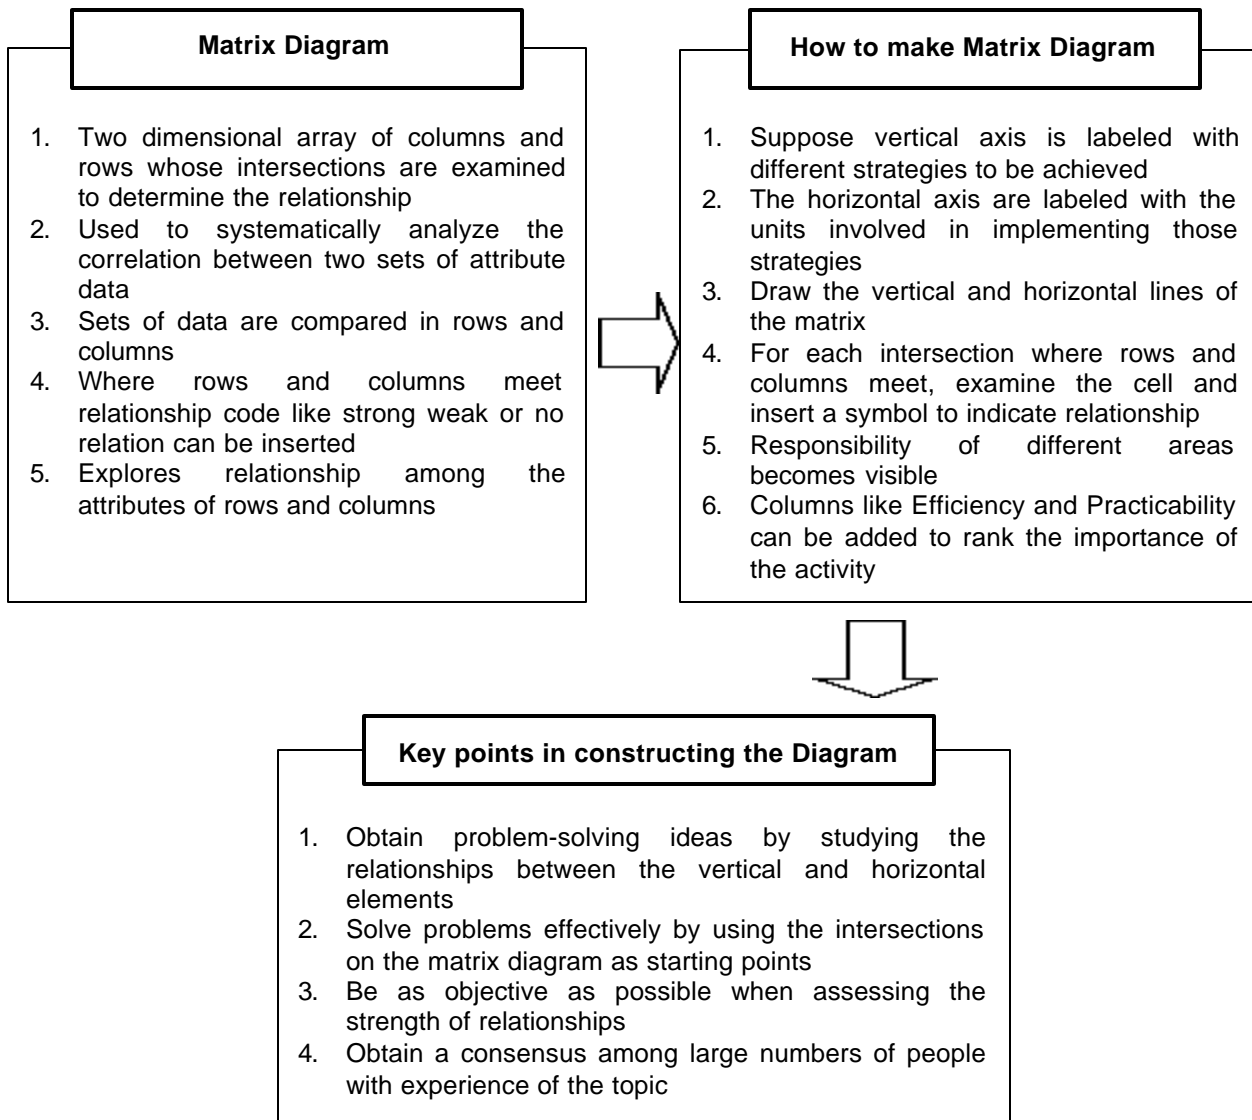 Matrix Diagram
1. Two dimensional array of columns and
rows whose intersections are examined
to determine the relationship
2. Used to systematically analyze the
correlation between two sets of attribute
data
3. Sets of data are compared in rows and
columns
4. Where rows and columns meet
relationship code like strong weak or no
relation can be inserted
5. Explores relationship among the
attributes of rows and columns
How to make Matrix Diagram
1. Suppose vertical axis is labeled with
different strategies to be achieved
2. The horizontal axis are labeled with the
units involved in implementing those
strategies
3. Draw the vertical and horizontal lines of
the matrix
4. For each intersection where rows and
columns meet, examine the cell and
insert a symbol to indicate relationship
5. Responsibility of different areas
becomes visible
6. Columns like Efficiency and Practicability
can be added to rank the importance of
the activity
Key points in constructing the Diagram
1. Obtain problem-solving ideas by studying the
relationships between the vertical and horizontal
elements
2. Solve problems effectively by using the intersections
on the matrix diagram as starting points
3. Be as objective as possible when assessing the
strength of relationships
4. Obtain a consensus among large numbers of people
with experience of the topic